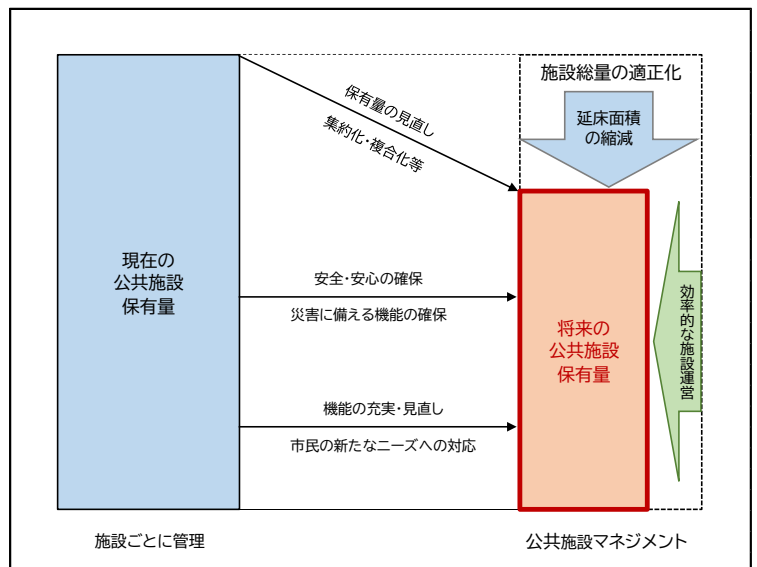 施設総量の適正化
延床面積
の縮減
保有量の見直し
集約化・複合化等
現在の
公共施設
保有量
安全・安心の確保
災害に備える機能の確保
将来の
公共施設
保有量
効率的な施設運営
機能の充実・見直し
市民の新たなニーズへの対応
施設ごとに管理
公共施設マネジメント